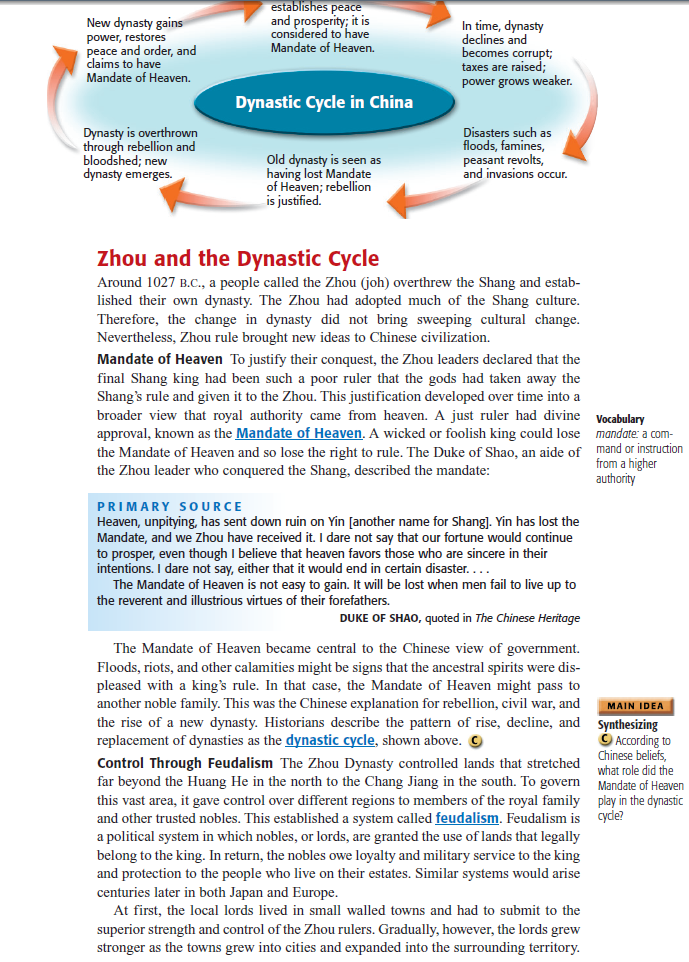 establishes peace
and prosperity; it is
considered to have
Mandate of Heaven.
In time, dynasty
declines and
becomes corrupt;
taxes are raised;
power grows weaker.
Disasters such as
floods, famines,
peasant revolts,
and invasions occur.
Old dynasty is seen as
having lost Mandate
of Heaven; rebellion
is justified.
Dynasty is overthrown
through rebellion and
bloodshed; new
dynasty emerges.
New dynasty gains
power, restores
peace and order, and
claims to have
Mandate of Heaven.
Dynastic Cycle in China
Zhou and the Dynastic Cycle
Around 1027 B.C., a people called the Zhou (joh) overthrew the Shang and estab-
lished their own dynasty. The Zhou had adopted much of the Shang culture.
Therefore, the change in dynasty did not bring sweeping cultural change.
Nevertheless, Zhou rule brought new ideas to Chinese civilization.
Mandate of Heaven To justify their conquest, the Zhou leaders declared that the
final Shang king had been such a poor ruler that the gods had taken away the
Shang's rule and given it to the Zhou. This justification developed over time into a
broader view that royal authority came from heaven. A just ruler had divine
approval, known as the Mandate of Heaven. A wicked or foolish king could lose
the Mandate of Heaven and so lose the right to rule. The Duke of Shao, an aide of
the Zhou leader who conquered the Shang, described the mandate:
Vocabulary
mandate: a com-
mand or instruction
from a higher
authority
PRIMARY SOURCE
Heaven, unpitying, has sent down ruin on Yin [another name for Shang]. Yin has lost the
Mandate, and we Zhou have received it. I dare not say that our fortune would continue
to prosper, even though I believe that heaven favors those who are sincere in their
intentions. I dare not say, either that it would end in certain disaster. . . .
The Mandate of Heaven is not easy to gain. It will be lost when men fail to live up to
the reverent and illustrious virtues of their forefathers.
DUKE OF SHAO, quoted in The Chinese Heritage
The Mandate of Heaven became central to the Chinese view of government.
Floods, riots, and other calamities might be signs that the ancestral spirits were dis-
pleased with a king's rule. In that case, the Mandate of Heaven might pass to
another noble family. This was the Chinese explanation for rebellion, civil war, and
the rise of a new dynasty. Historians describe the pattern of rise, decline, and
replacement of dynasties as the dynastic cycle, shown above. C
MAIN IDEA
Synthesizing
C According to
Chinese beliefs,
what role did the
Mandate of Heaven
play in the dynastic
cycle?
Control Through Feudalism The Zhou Dynasty controlled lands that stretched
far beyond the Huang He in the north to the Chang Jiang in the south. To govern
this vast area, it gave control over different regions to members of the royal family
and other trusted nobles. This established a system called feudalism. Feudalism is
a political system in which nobles, or lords, are granted the use of lands that legally
belong to the king. In return, the nobles owe loyalty and military service to the king
and protection to the people who live on their estates. Similar systems would arise
centuries later in both Japan and Europe.
At first, the local lords lived in small walled towns and had to submit to the
superior strength and control of the Zhou rulers. Gradually, however, the lords grew
stronger as the towns grew into cities and expanded into the surrounding territory.